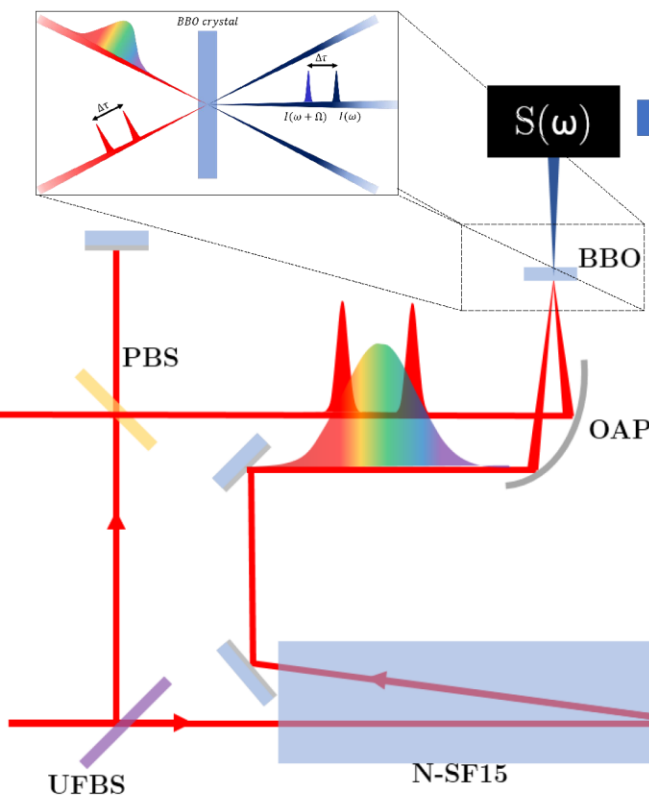 BBO crystal
Δτ
Δτ
I(ω + Ω) I(ω)
S(ω)
BBO
PBS
OAP
N-SF15
UFBS